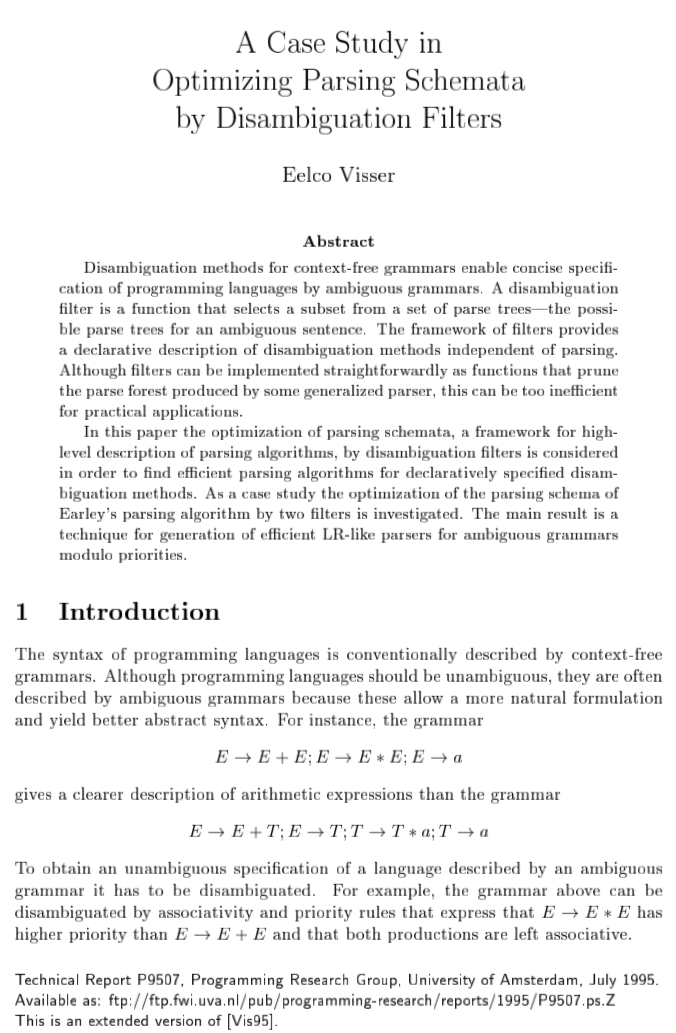 A Case Study in
Optimizing Parsing Schemata
by Disambiguation Filters
Eelco Visser
Abstract
Disambiguation methods for context-free grammars enable concise specifi-
cation of programming languages by ambiguous grammars. A disambiguation
filter is a function that selects a subset from a set of parse trees—the possi-
ble parse trees for an ambiguous sentence. The framework of filters provides
a declarative description of disambiguation methods independent of parsing.
Although filters can be implemented straightforwardly as functions that prune
the parse forest produced by some generalized parser, this can be too inefficient
for practical applications.
In this paper the optimization of parsing schemata, a framework for high-
level description of parsing algorithms, by disambiguation filters is considered
in order to find efficient parsing algorithms for declaratively specified disam-
biguation methods. As a case study the optimization of the parsing schema of
Earley's parsing algorithm by two filters is investigated. The main result is a
technique for generation of efficient LR-like parsers for ambiguous grammars
modulo priorities.
1 Introduction
The syntax of programming languages is conventionally described by context-free
grammars. Although programming languages should be unambiguous, they are often
described by ambiguous grammars because these allow a more natural formulation
and yield better abstract syntax. For instance, the grammar
E → E + E; E → E ∗ E; E → a
gives a clearer description of arithmetic expressions than the grammar
E → E + T; E → T; T → T ∗ a; T → a
To obtain an unambiguous specification of a language described by an ambiguous
grammar it has to be disambiguated. For example, the grammar above can be
disambiguated by associativity and priority rules that express that E → E ∗ E has
higher priority than E → E + E and that both productions are left associative.
Technical Report P9507, Programming Research Group, University of Amsterdam, July 1995.
Available as: ftp://ftp.fwi.uva.nl/pub/programming-research/reports/1995/P9507.ps.Z
This is an extended version of [Vis95].